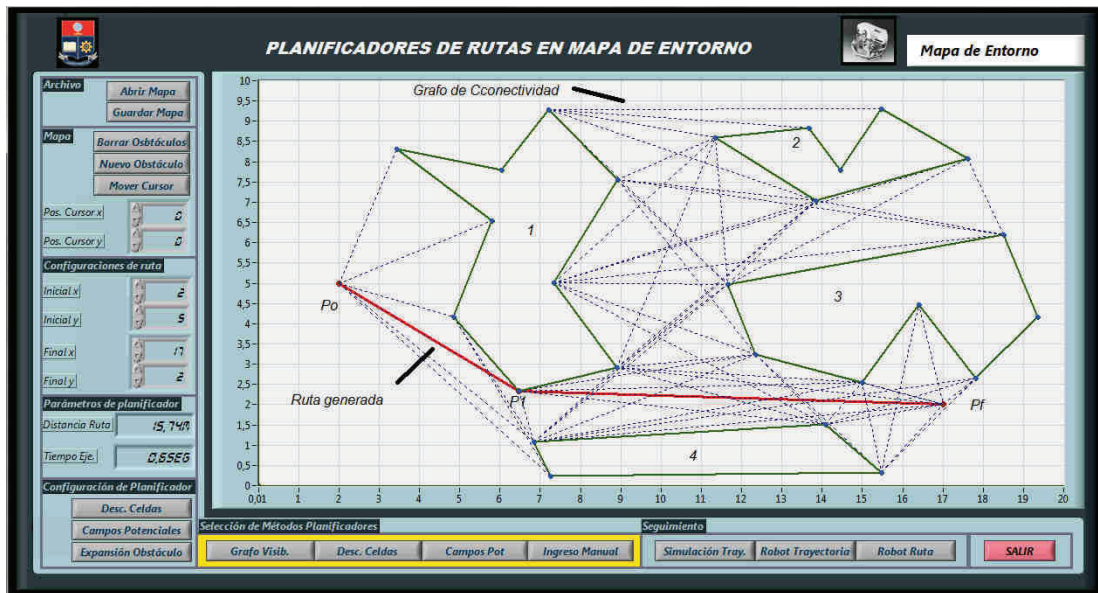 PLANIFICADORES DE RUTAS EN MAPA DE ENTORNO
Mapa de Entorno
Archivo
Abrir Mapa
Guardar Mapa
Mapa
Borrar Osbtáculos
Nuevo Obstáculo
Mover Cursor
Pos. Cursor x
0
Pos. Cursor y
0
Configuraciones de ruta
Inicial x
2
Inicial y
5
Final x
17
Final y
2
Parámetros de planificador
Distancia Ruta
15,74M
Tiempo Eje.
0,6SEG
Configuración de Planificador
Desc. Celdas
Campos Potenciales
Expansión Obstáculo
Grafo de Cconectividad
10
9,5
9
8,5
8
7,5
7
6,5
6
5,5
5
4,5
4
3,5
3
2,5
2
1,5
1
0,5
0
1
2
3
4
Po
P1
Pf
Ruta generada
0,01 1 2 3 4 5 6 7 8 9 10 11 12 13 14 15 16 17 18 19 20
Selección de Métodos Planificadores
Grafo Visib. Desc. Celdas Campos Pot Ingreso Manual
Seguimiento
Simulación Tray. Robot Trayectoria Robot Ruta
SALIR